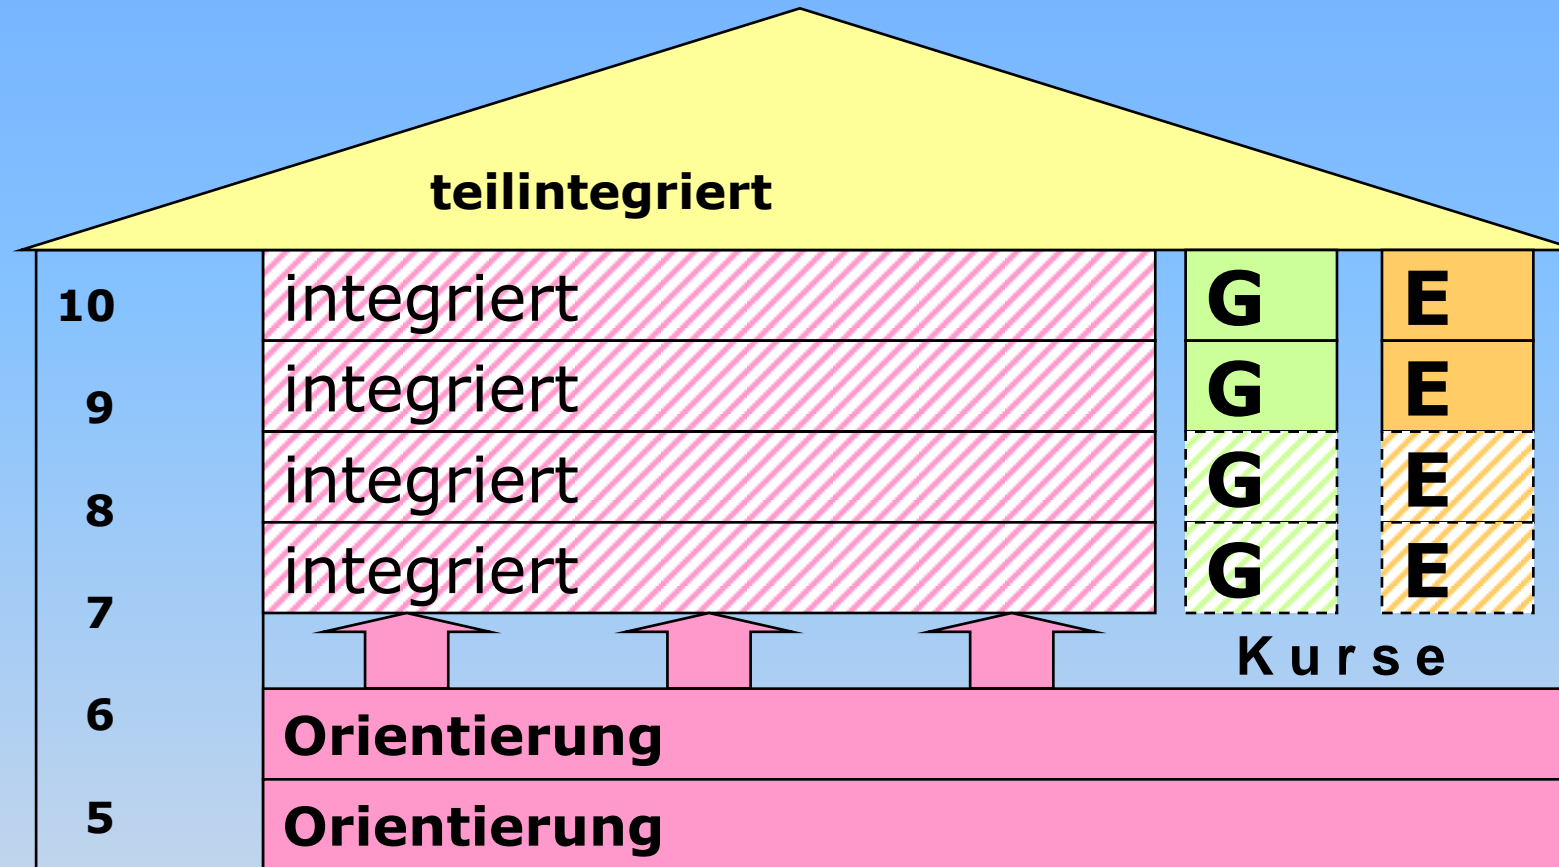 teilintegriert
10 integriert G E
9 integriert G E
8 integriert G E
7 integriert G E
Kurse
6 Orientierung
5 Orientierung